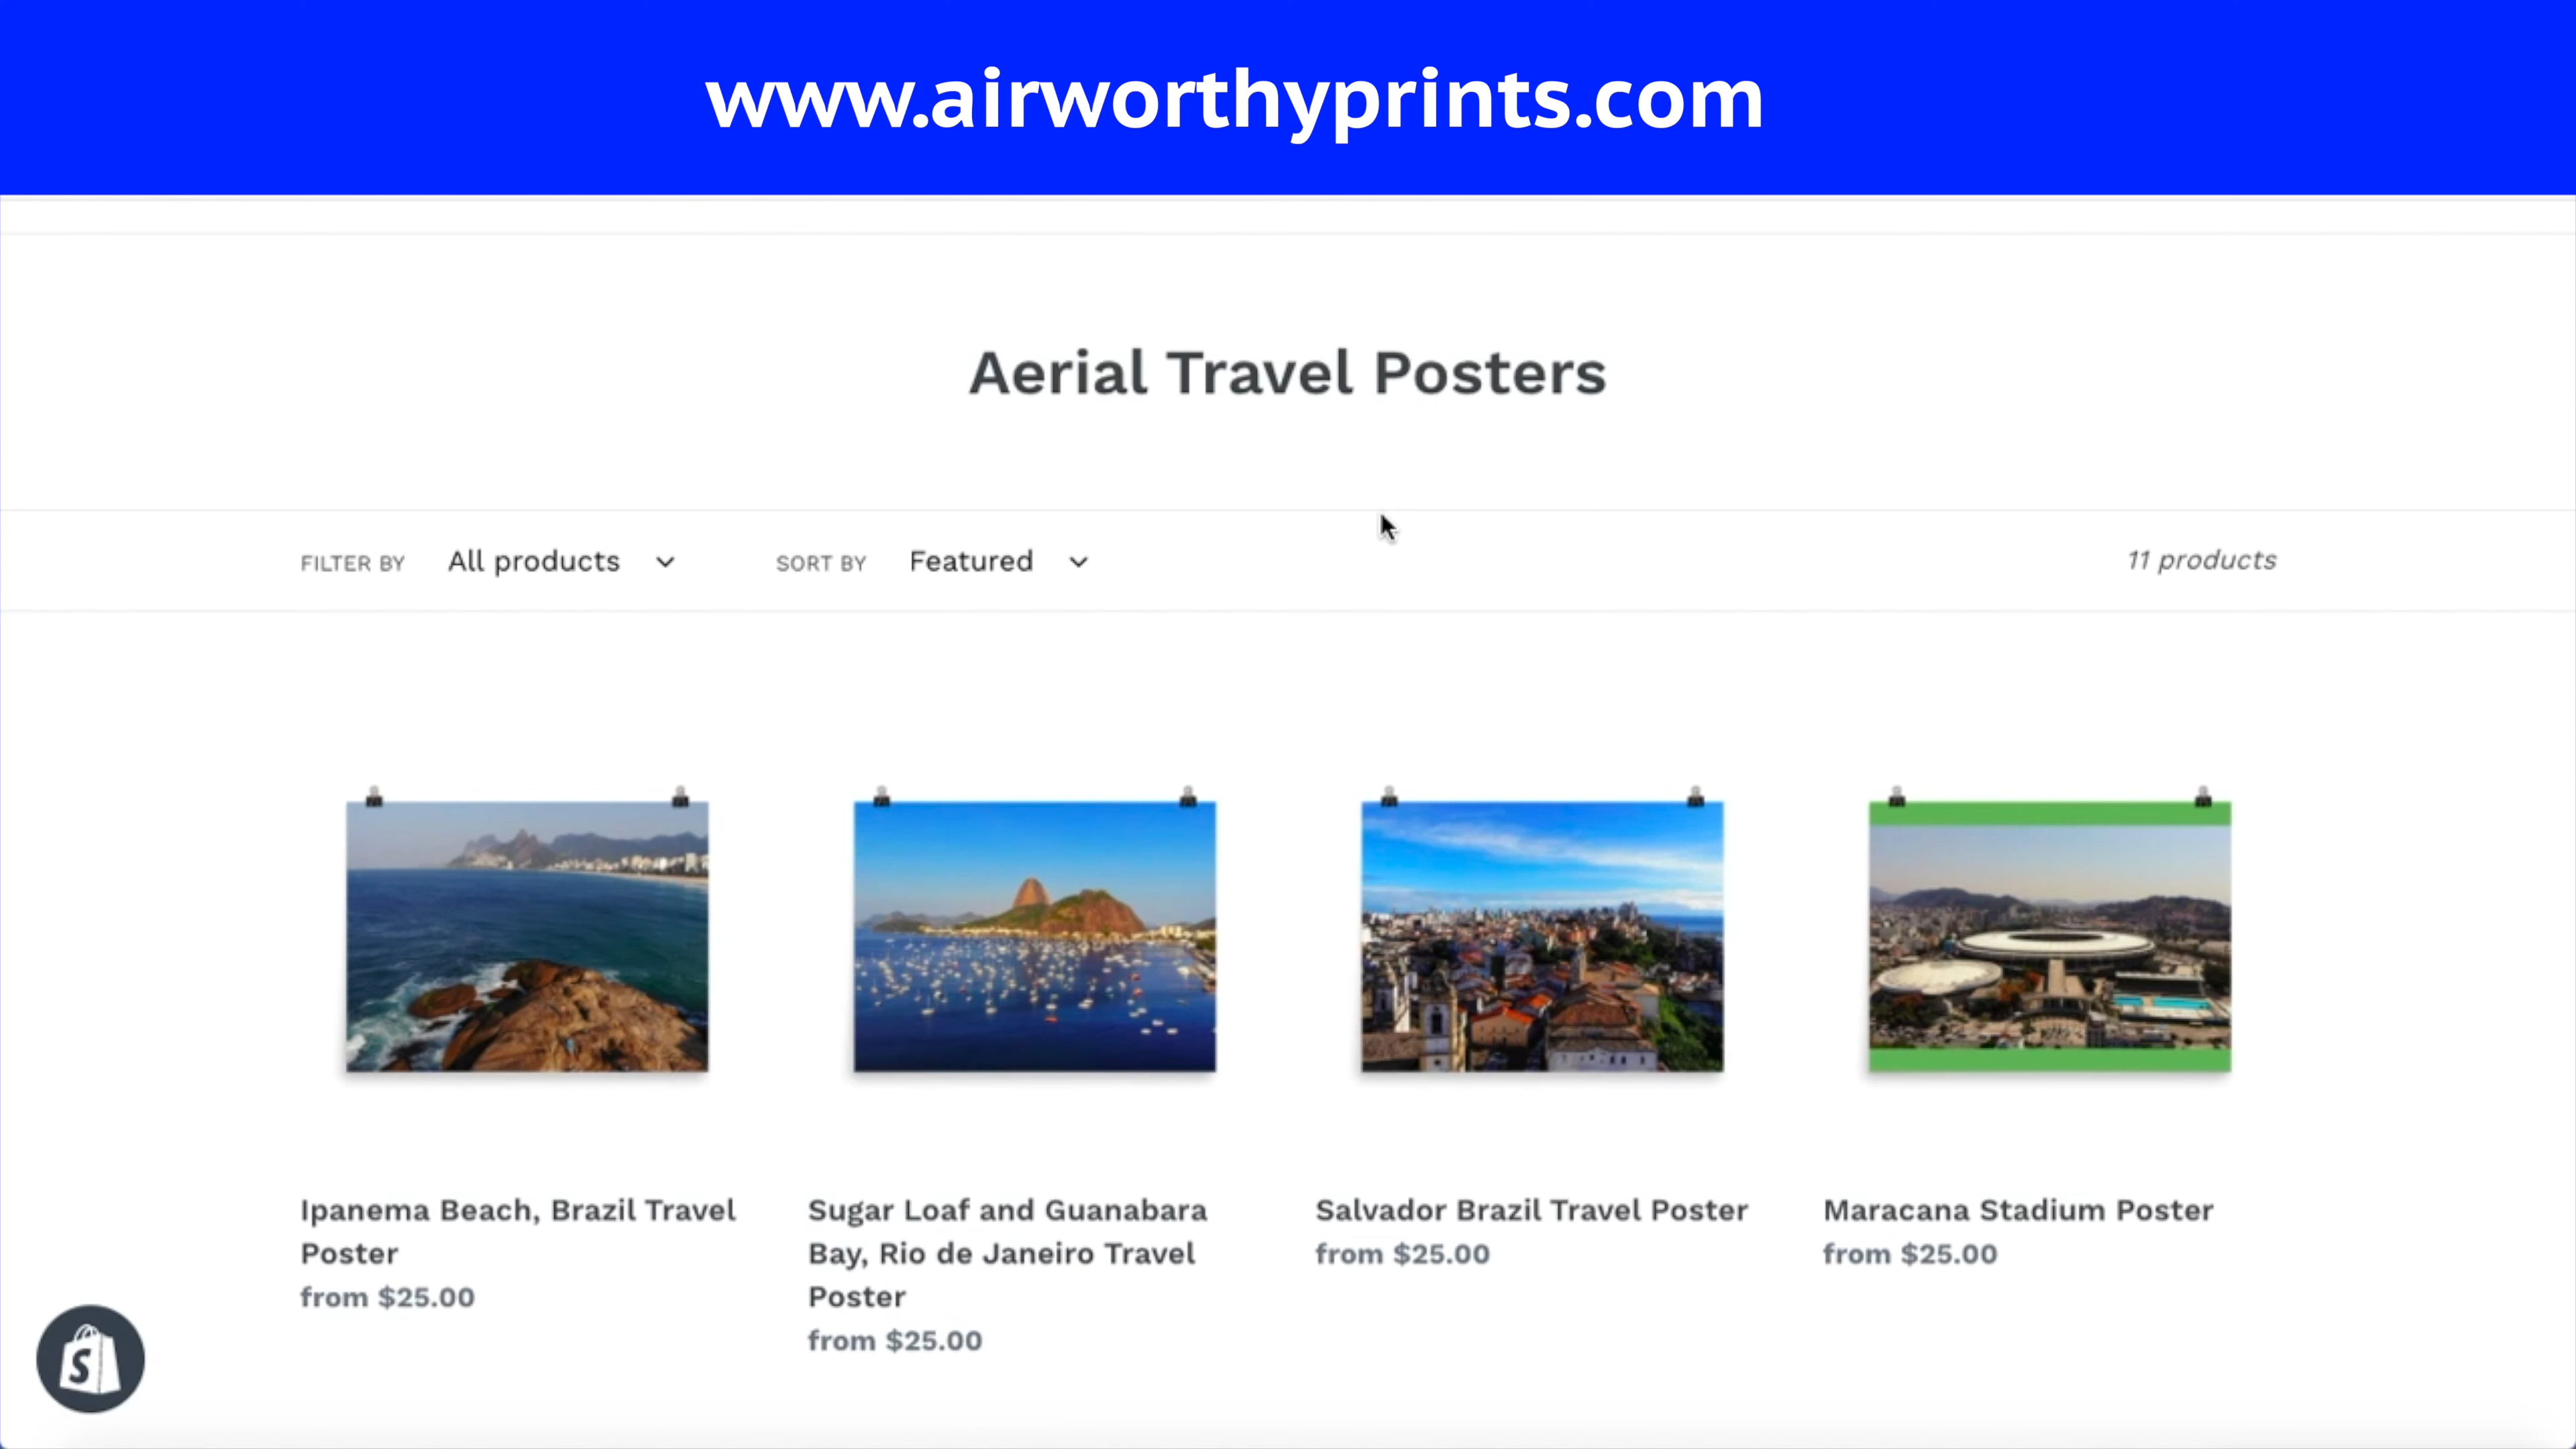 www.airworthyprints.com
Aerial Travel Posters
FILTER BY All products SORT BY Featured 11 products
Ipanema Beach, Brazil Travel
Poster
from $25.00
Sugar Loaf and Guanabara
Bay, Rio de Janeiro Travel
Poster
from $25.00
Salvador Brazil Travel Poster
from $25.00
Maracana Stadium Poster
from $25.00
S